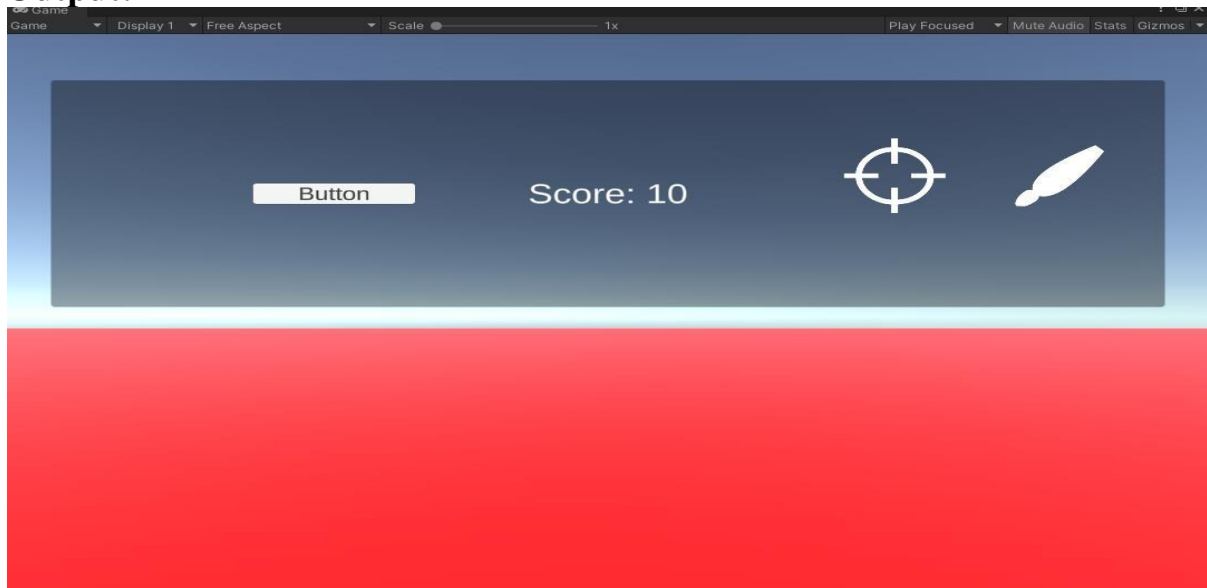 Game
Game Display 1 Free Aspect Scale 1x Play Focused Mute Audio Stats Gizmos
Button Score: 10